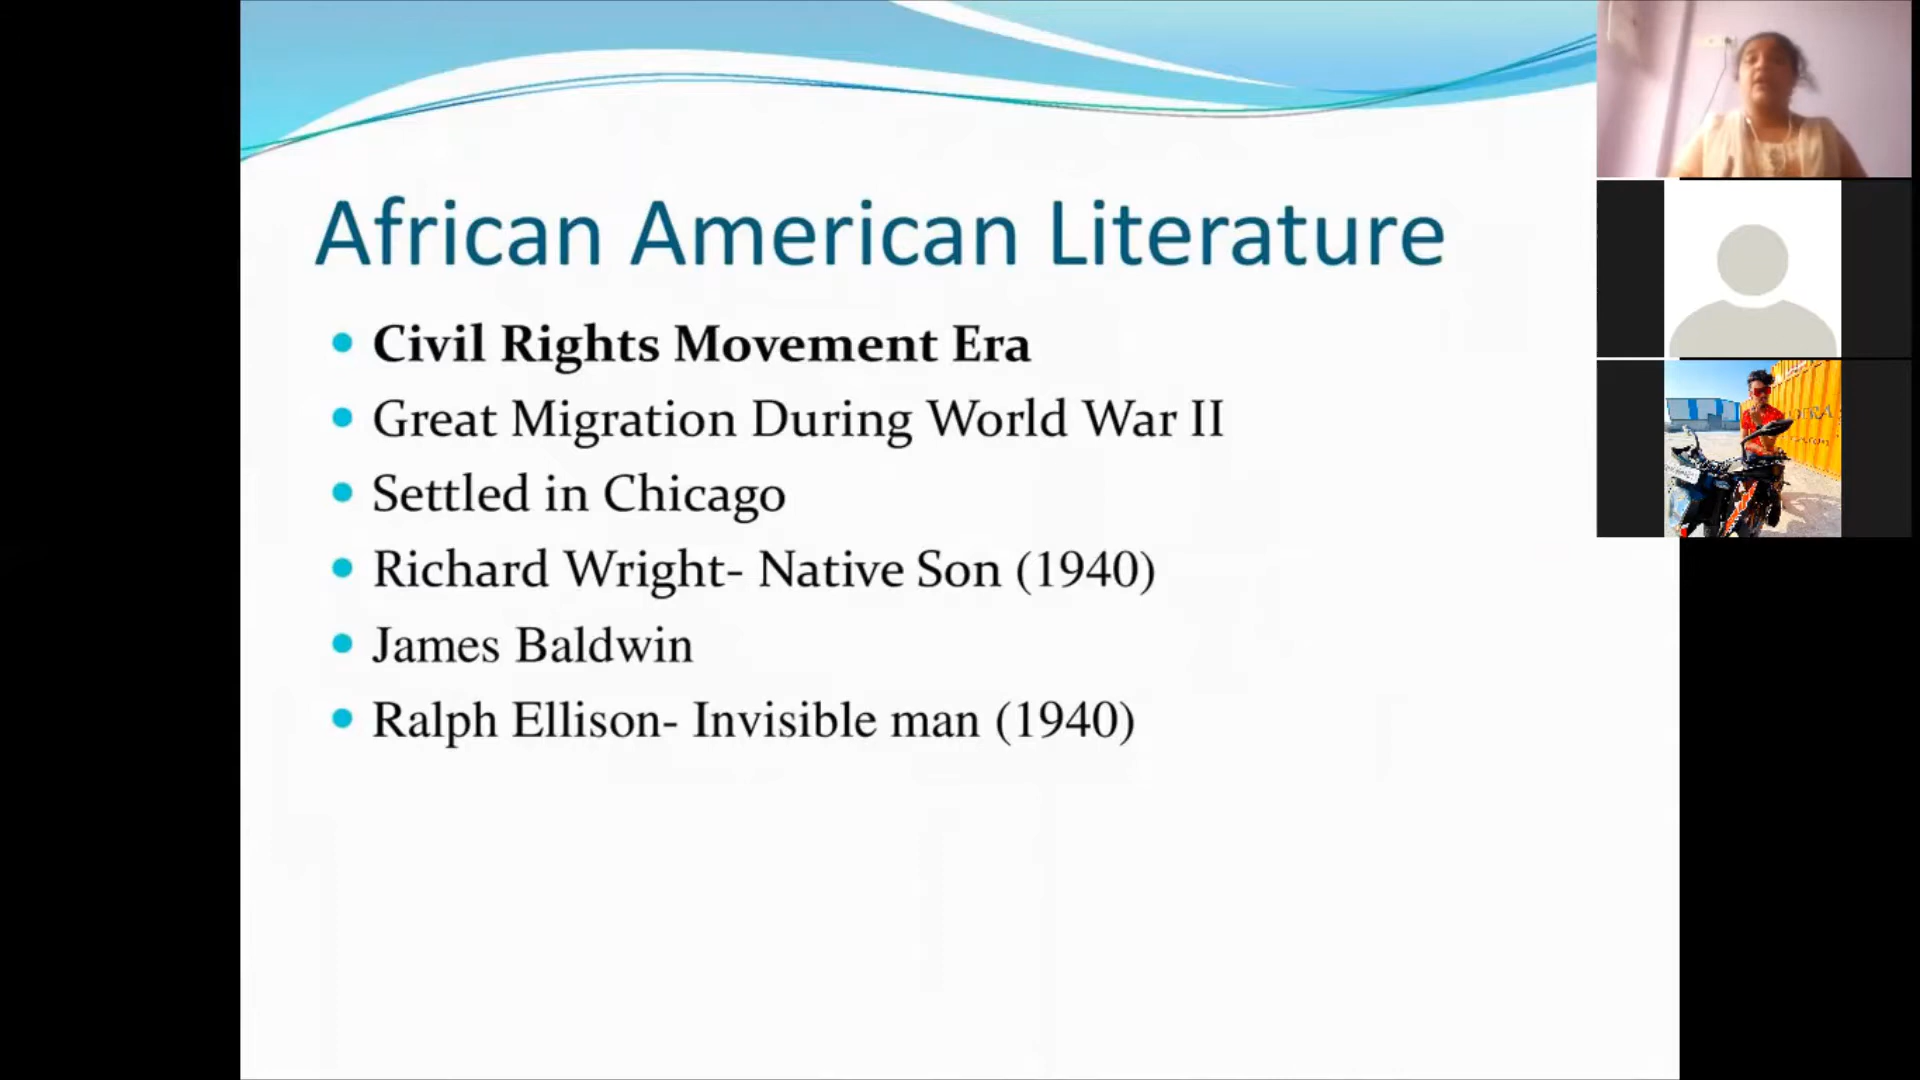 African American Literature
Civil Rights Movement Era
Great Migration During World War II
Settled in Chicago
Richard Wright- Native Son (1940)
James Baldwin
Ralph Ellison- Invisible man (1940)